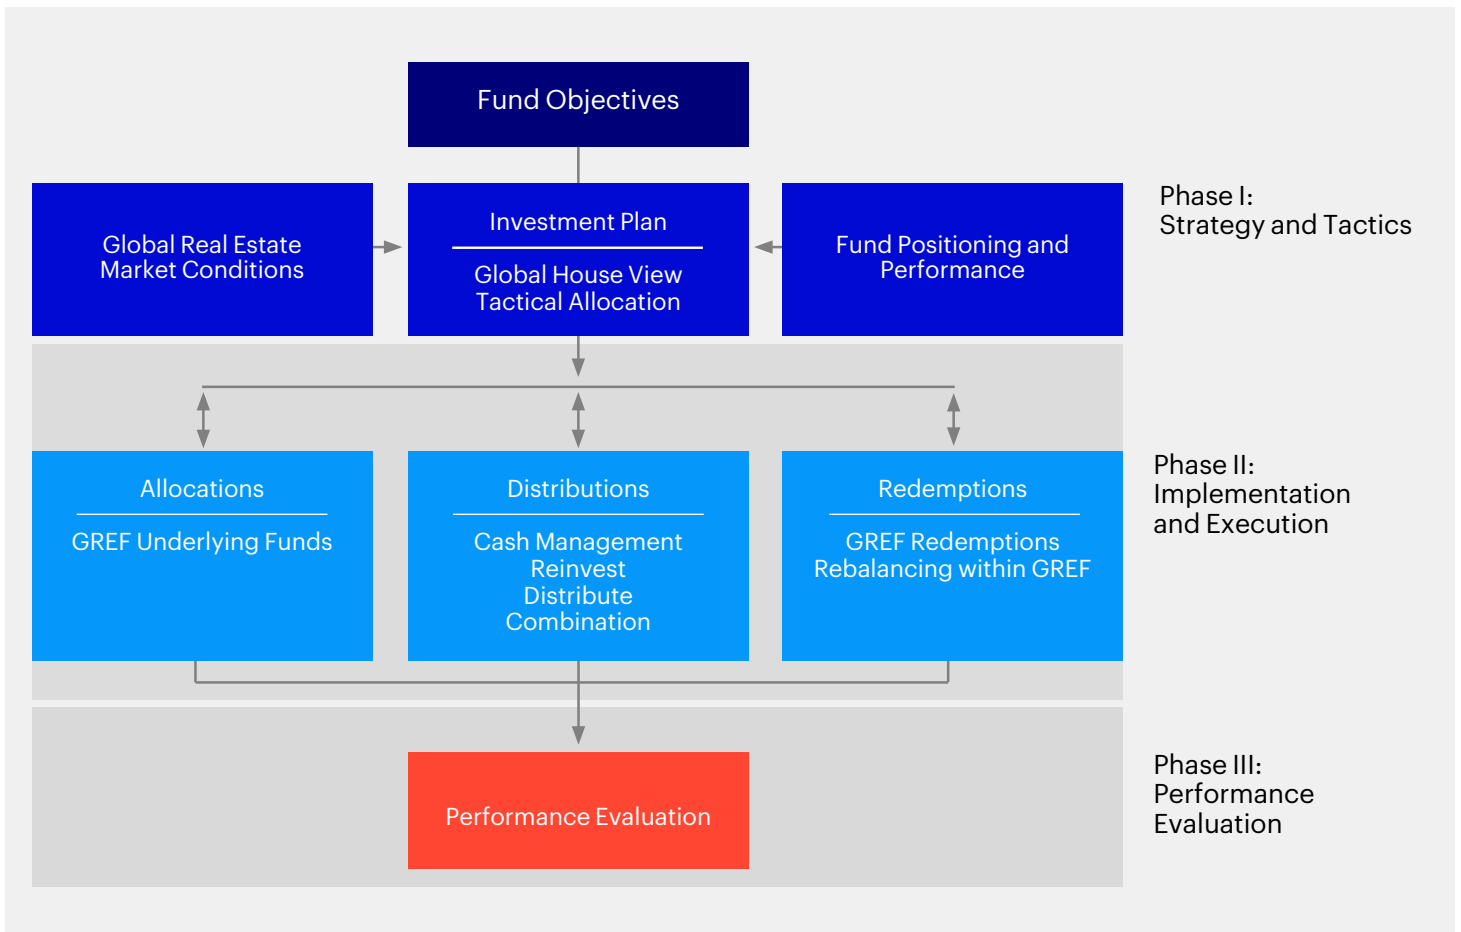 Fund Objectives
Global Real Estate
Market Conditions
Investment Plan
Global House View
Tactical Allocation
Fund Positioning and
Performance
Phase I:
Strategy and Tactics
Allocations
GREF Underlying Funds
Distributions
Cash Management
Reinvest
Distribute
Combination
Redemptions
GREF Redemptions
Rebalancing within GREF
Phase II:
Implementation
and Execution
Performance Evaluation
Phase III:
Performance
Evaluation